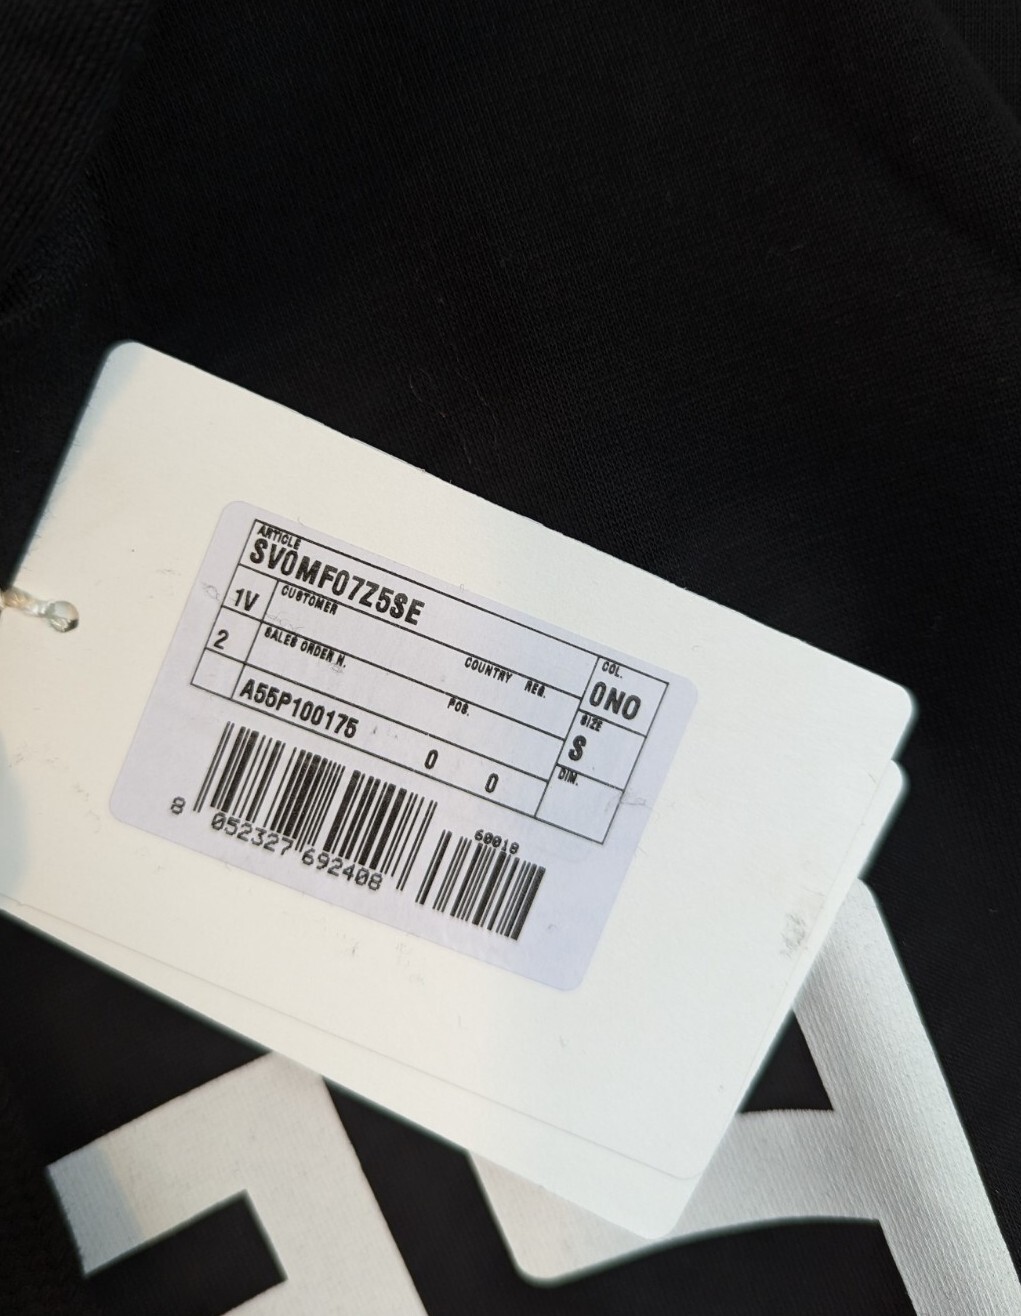 ARTICLE
SV0MF07Z5SE
COL.
1V CUSTOMER
0N0
2 SALES ORDER N. COUNTRY REG.
SIZE
POS. S
DIM.
A55P100175 0 0
60018
8 052327 692408